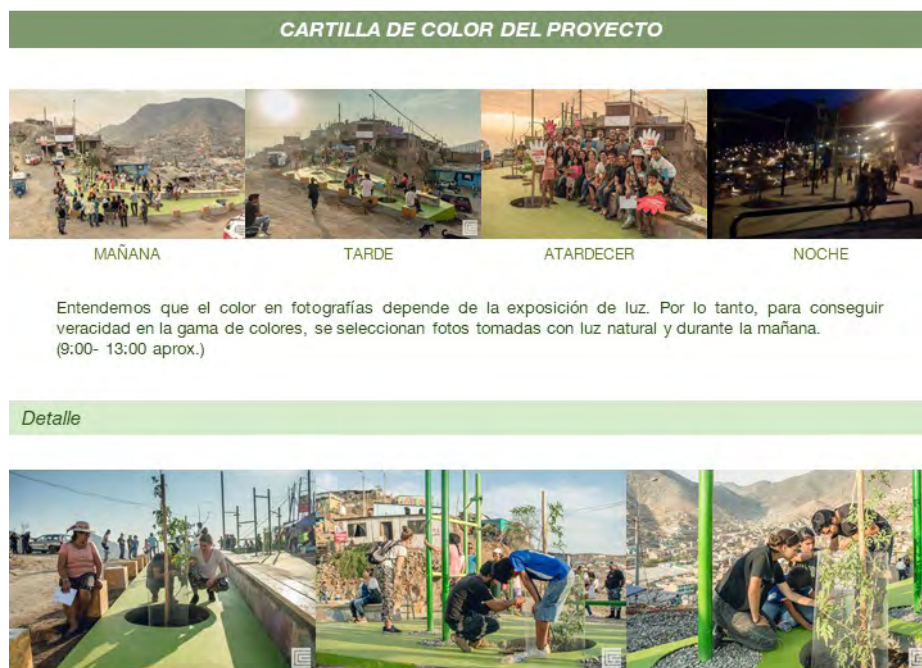 CARTILLA DE COLOR DEL PROYECTO
MAÑANA
TARDE
ATARDECER
NOCHE
Entendemos que el color en fotografías depende de la exposición de luz. Por lo tanto, para conseguir
veracidad en la gama de colores, se seleccionan fotos tomadas con luz natural y durante la mañana.
(9:00- 13:00 aprox.)
Detalle